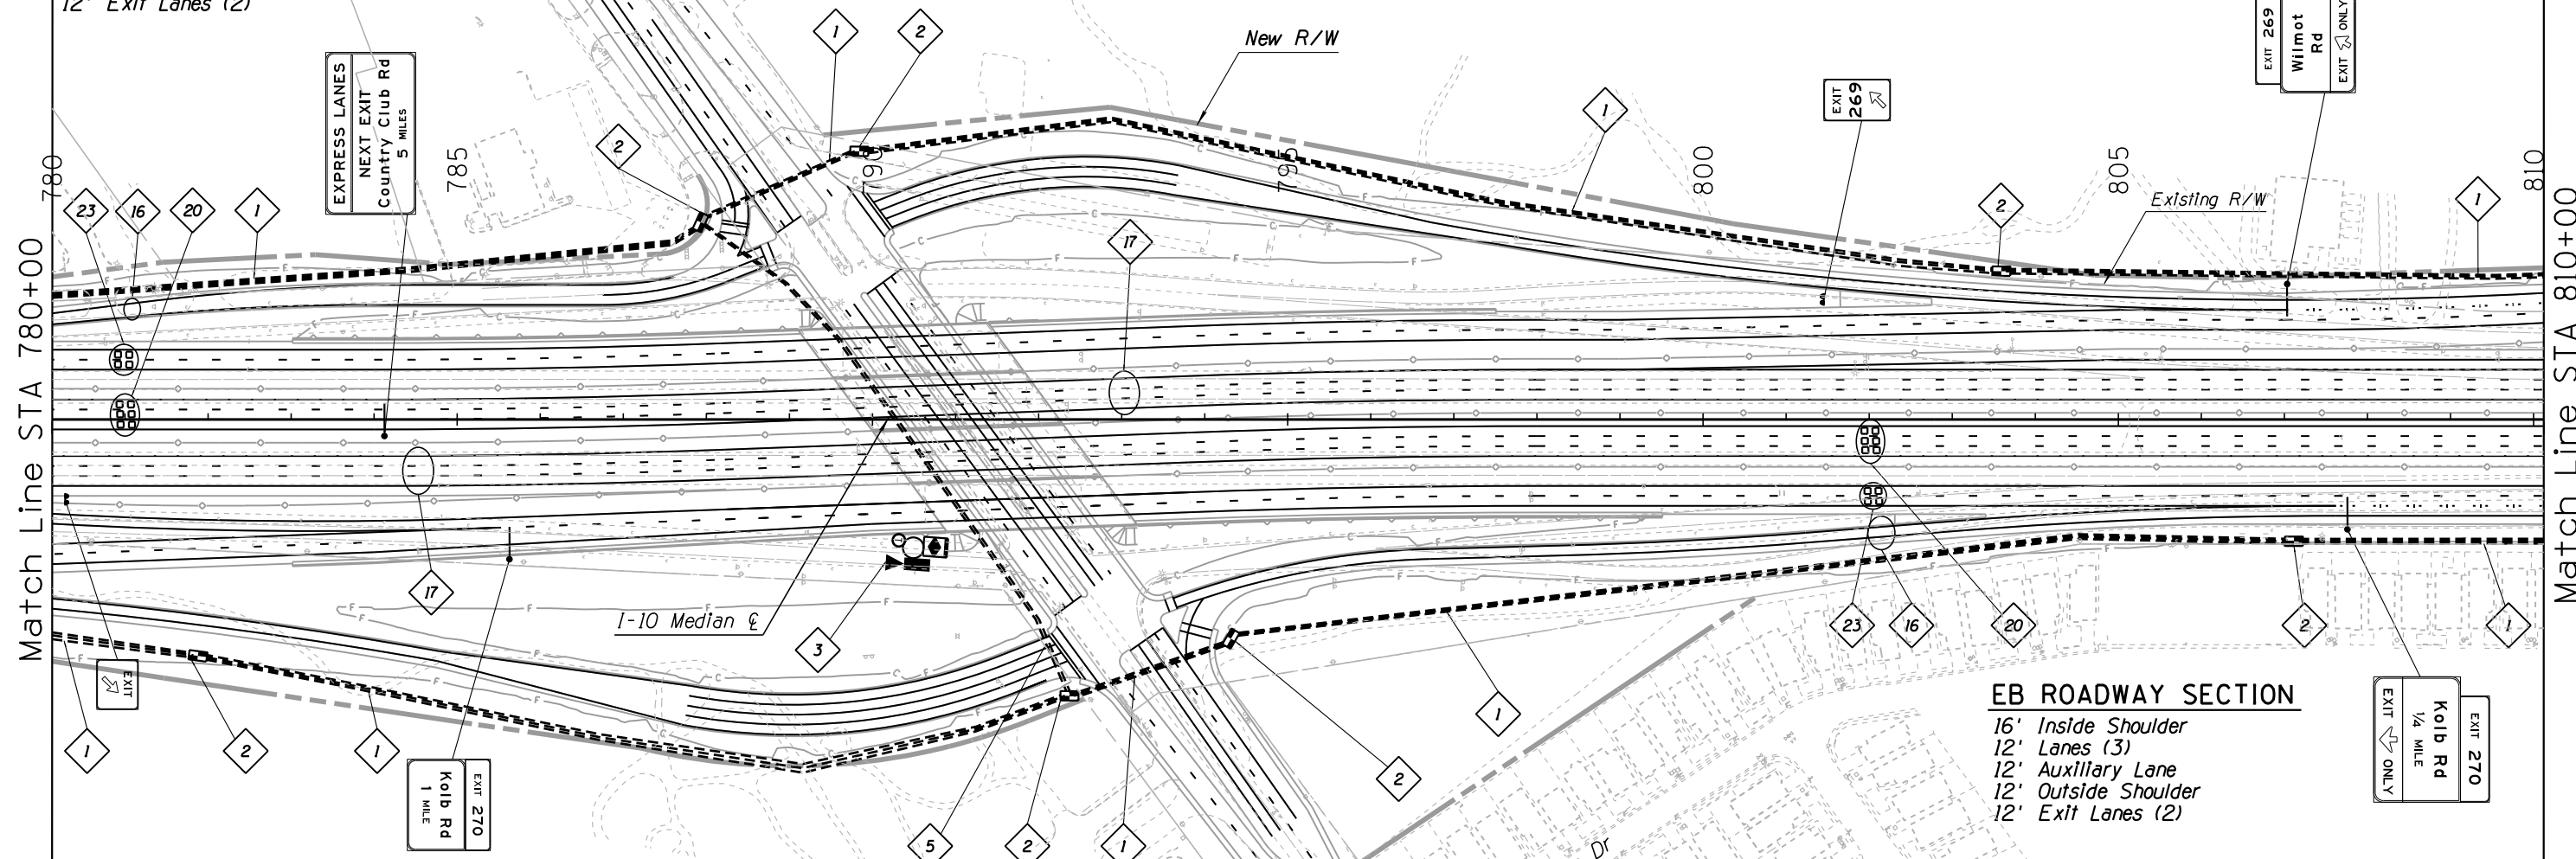 12' Exit Lanes (2)
1
2
New R/W
EXIT 269
Wilmot
Rd
EXIT ONLY
EXPRESS LANES
NEXT EXIT
Country Club Rd
5 MILES
2
EXIT
269
1
780
785
790
795
800
805
810
23
16
20
1
17
2
Existing R/W
1
Match Line STA 780+00
Match Line STA 810+00
17
I-10 Median ℄
3
23
16
20
2
1
EXIT
1
2
1
Kolb Rd
1 MILE
EXIT 270
5
2
1
2
1
EB ROADWAY SECTION
16' Inside Shoulder
12' Lanes (3)
12' Auxiliary Lane
12' Outside Shoulder
12' Exit Lanes (2)
EXIT 270
Kolb Rd
1/4 MILE
EXIT ONLY
Dr